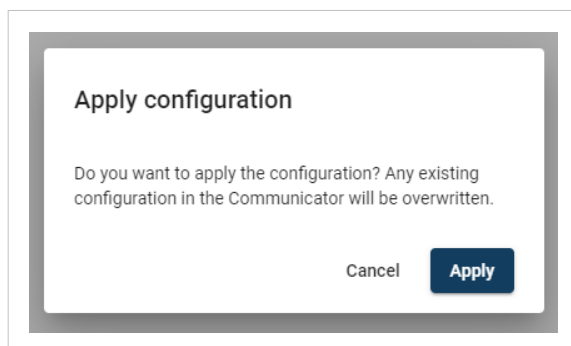 Apply configuration
Do you want to apply the configuration? Any existing
configuration in the Communicator will be overwritten.
Cancel
Apply